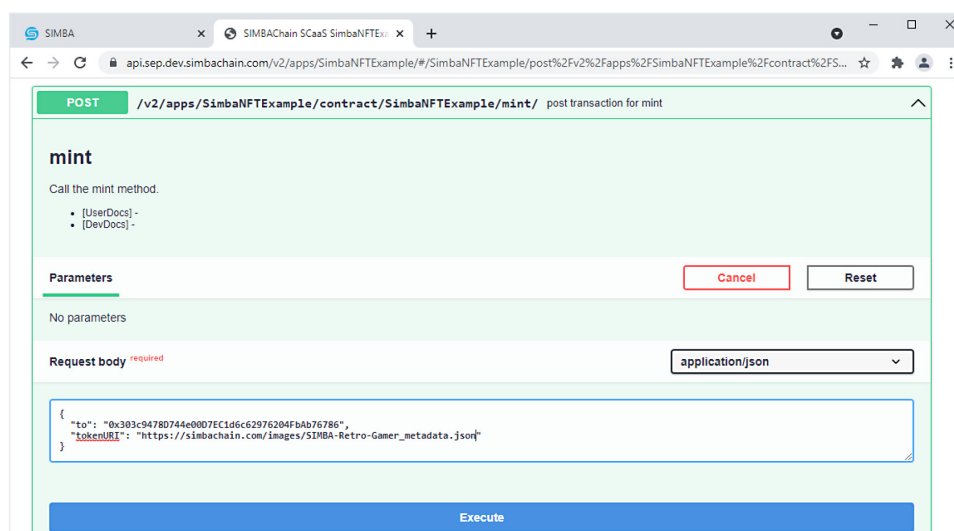 SIMBA
SIMBAChain SCaaS SimbaNFTEx
api.sep.dev.simbachain.com/v2/apps/SimbaNFTExample/#/SimbaNFTExample/post%2Fv2%2Fapps%2FSimbaNFTExample%2Fcontract%2FS...
POST /v2/apps/SimbaNFTExample/contract/SimbaNFTExample/mint/ post transaction for mint
mint
Call the mint method.
• [UserDocs] -
• [DevDocs] -
Parameters Cancel Reset
No parameters
Request body required application/json
{
"to": "0x303c9478D744e00D7EC1d6c62976204FbAb76786",
"tokenURI": "https://simbachain.com/images/SIMBA-Retro-Gamer_metadata.json"
}
Execute